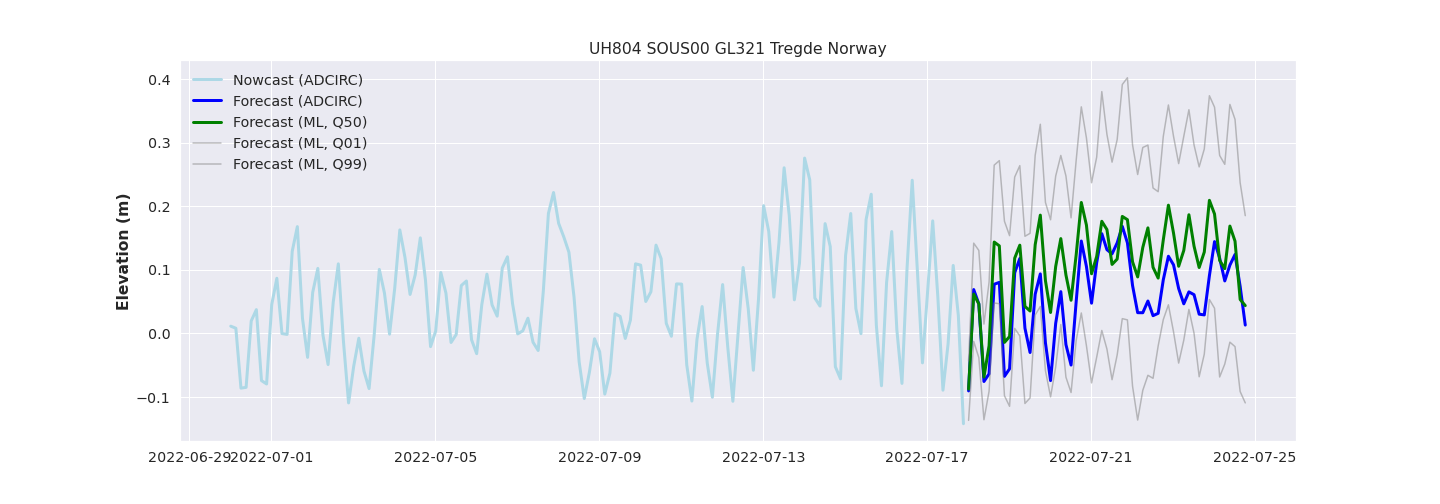 UH804 SOUS00 GL321 Tregde Norway
Elevation (m)
0.4
0.3
0.2
0.1
0.0
−0.1
Nowcast (ADCIRC)
Forecast (ADCIRC)
Forecast (ML, Q50)
Forecast (ML, Q01)
Forecast (ML, Q99)
2022-06-29 2022-07-01 2022-07-05 2022-07-09 2022-07-13 2022-07-17 2022-07-21 2022-07-25